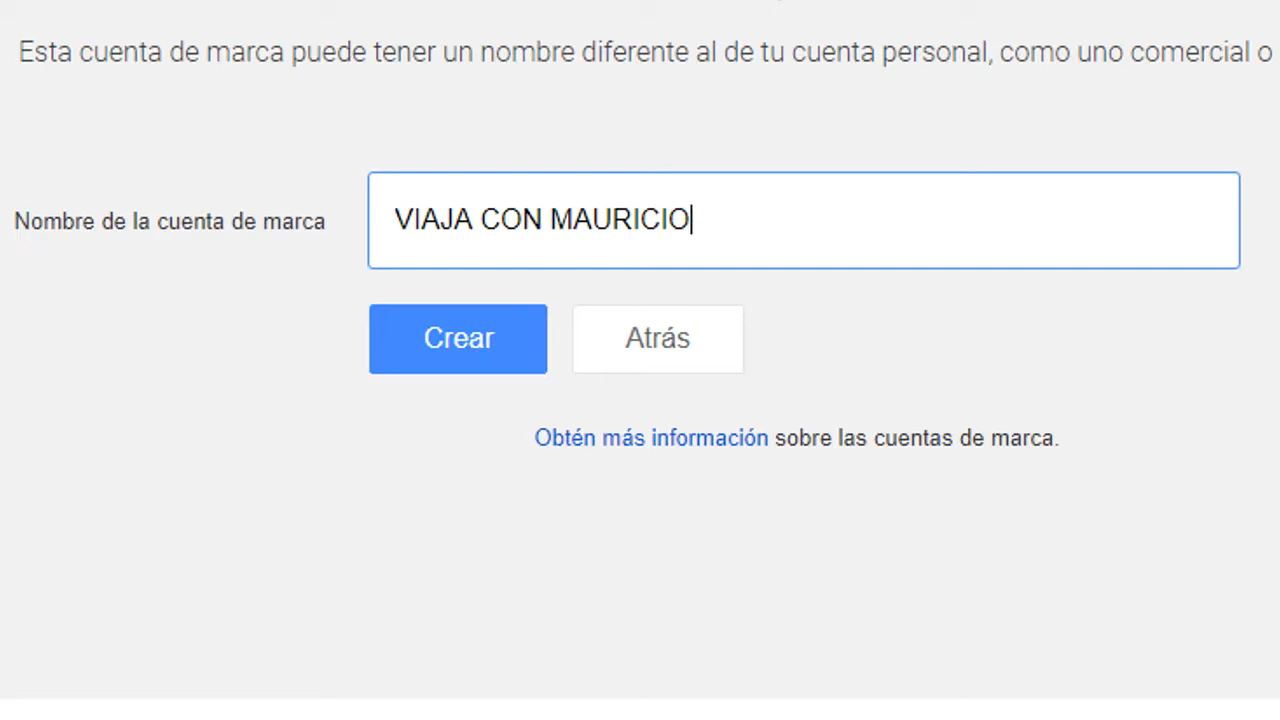 Esta cuenta de marca puede tener un nombre diferente al de tu cuenta personal, como uno comercial o
Nombre de la cuenta de marca
VIAJA CON MAURICIO
Crear
Atrás
Obtén más información sobre las cuentas de marca.